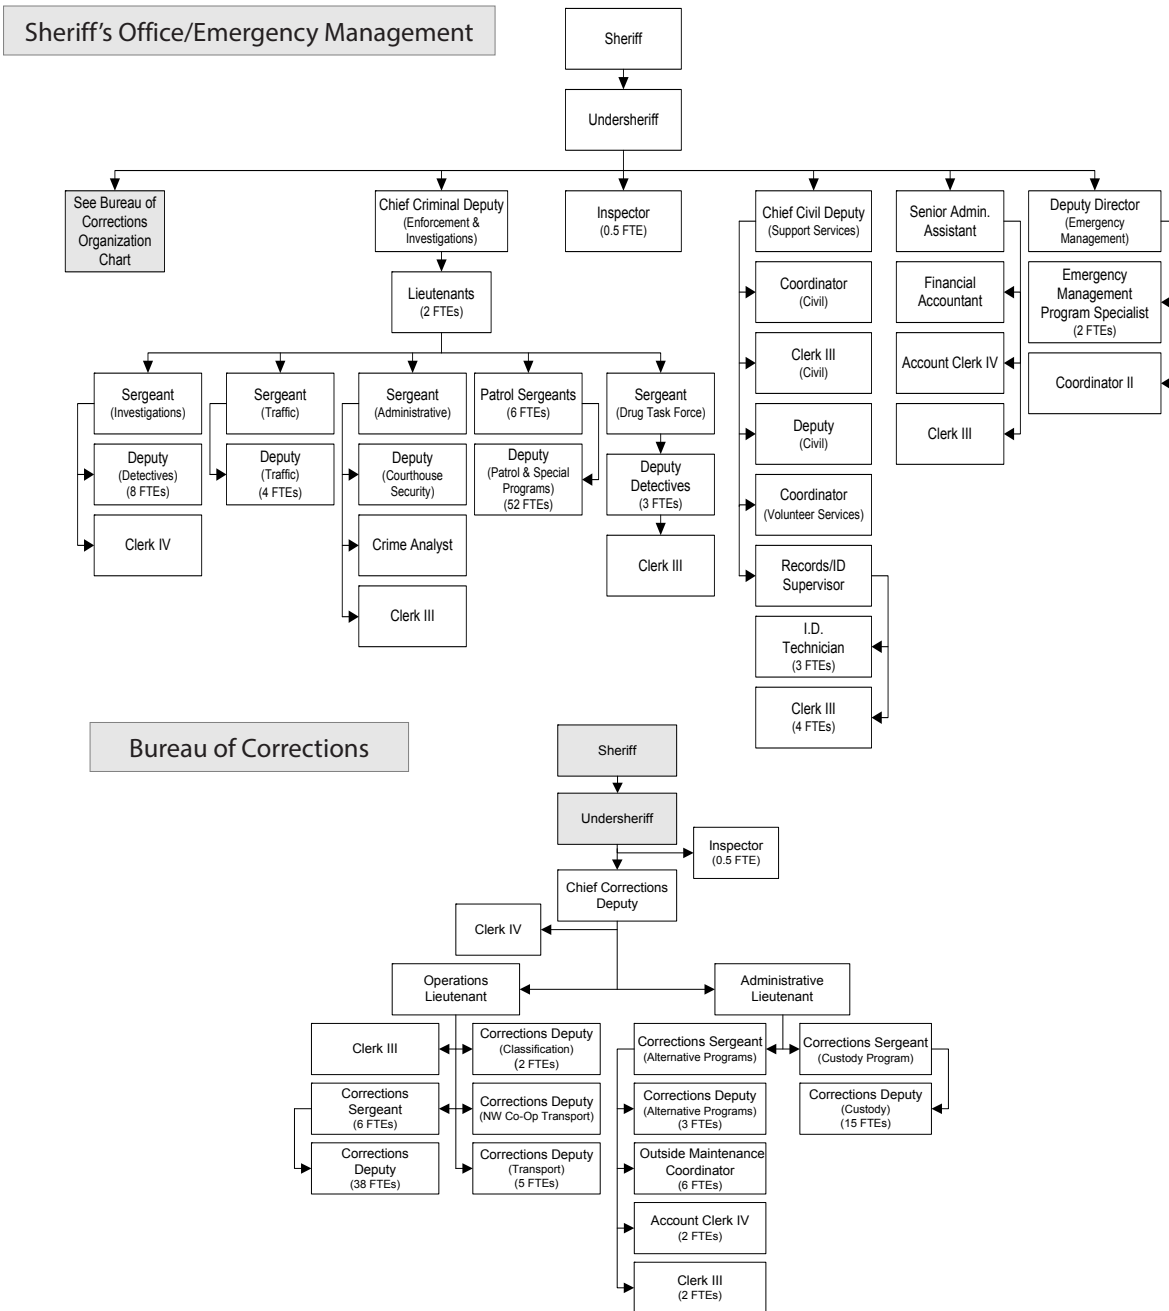 Sheriff's Office/Emergency Management
Sheriff
Undersheriff
See Bureau of
Corrections
Organization
Chart
Chief Criminal Deputy
(Enforcement &
Investigations)
Inspector
(0.5 FTE)
Chief Civil Deputy
(Support Services)
Senior Admin.
Assistant
Deputy Director
(Emergency
Management)
Lieutenants
(2 FTEs)
Coordinator
(Civil)
Financial
Accountant
Emergency
Management
Program Specialist
(2 FTEs)
Clerk III
(Civil)
Account Clerk IV
Coordinator II
Sergeant
(Investigations)
Sergeant
(Traffic)
Sergeant
(Administrative)
Patrol Sergeants
(6 FTEs)
Sergeant
(Drug Task Force)
Deputy
(Civil)
Clerk III
Deputy
(Detectives)
(8 FTEs)
Deputy
(Traffic)
(4 FTEs)
Deputy
(Courthouse
Security)
Deputy
(Patrol & Special
Programs)
(52 FTEs)
Deputy
Detectives
(3 FTEs)
Coordinator
(Volunteer Services)
Clerk IV
Crime Analyst
Clerk III
Records/ID
Supervisor
Clerk III
I.D.
Technician
(3 FTEs)
Clerk III
(4 FTEs)
Bureau of Corrections
Sheriff
Undersheriff
Inspector
(0.5 FTE)
Chief Corrections
Deputy
Clerk IV
Operations
Lieutenant
Administrative
Lieutenant
Clerk III
Corrections Deputy
(Classification)
(2 FTEs)
Corrections Sergeant
(Alternative Programs)
Corrections Sergeant
(Custody Program)
Corrections
Sergeant
(6 FTEs)
Corrections Deputy
(NW Co-Op Transport)
Corrections Deputy
(Alternative Programs)
(3 FTEs)
Corrections Deputy
(Custody)
(15 FTEs)
Corrections
Deputy
(38 FTEs)
Corrections Deputy
(Transport)
(5 FTEs)
Outside Maintenance
Coordinator
(6 FTEs)
Account Clerk IV
(2 FTEs)
Clerk III
(2 FTEs)